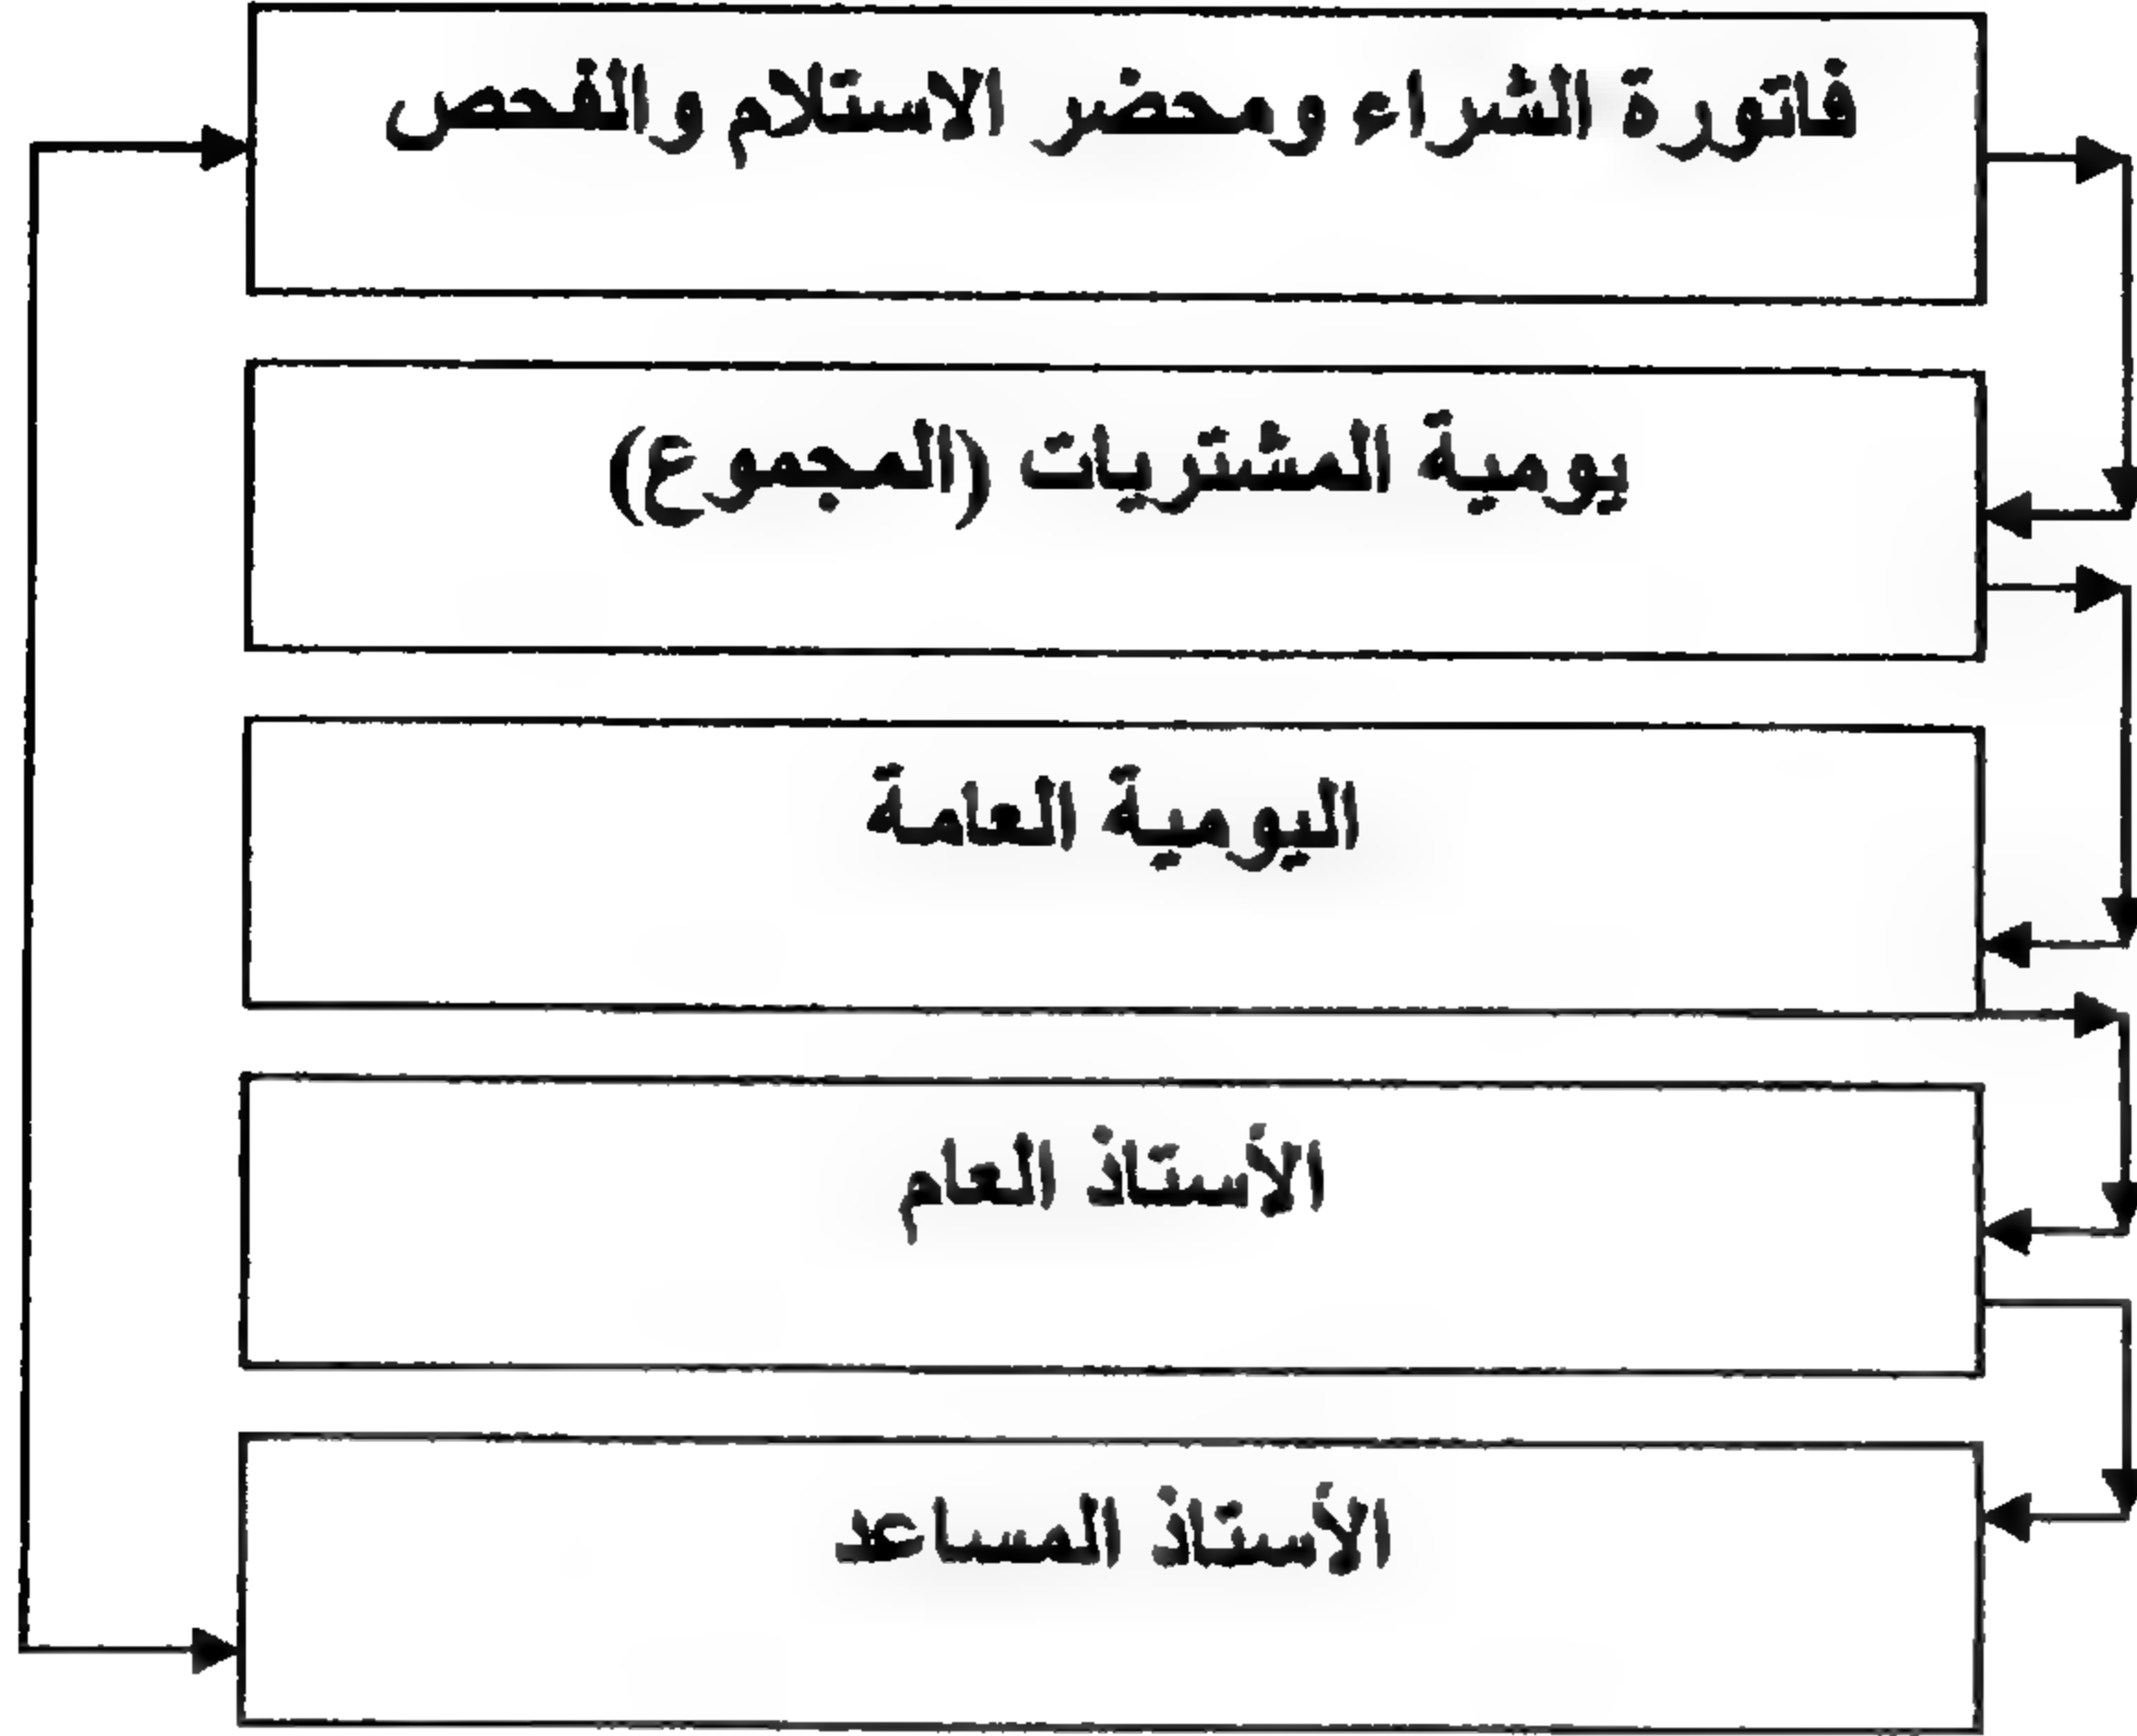 فاتورة الشراء ومحضر الاستلام والفحص
يومية المشتريات (المجموع)
اليومية العامة
الأستاذ العام
الأستاذ المساعد